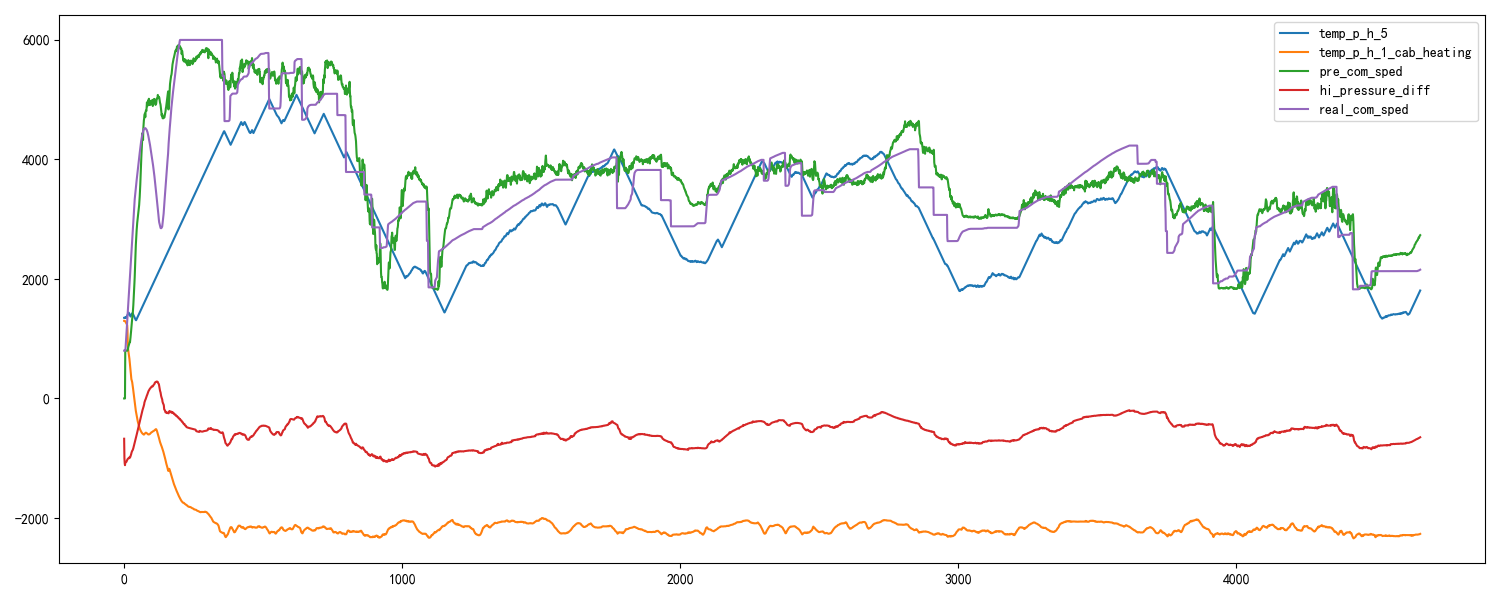 6000
4000
2000
0
−2000
0
1000
2000
3000
4000
temp_p_h_5
temp_p_h_1_cab_heating
pre_com_sped
hi_pressure_diff
real_com_sped